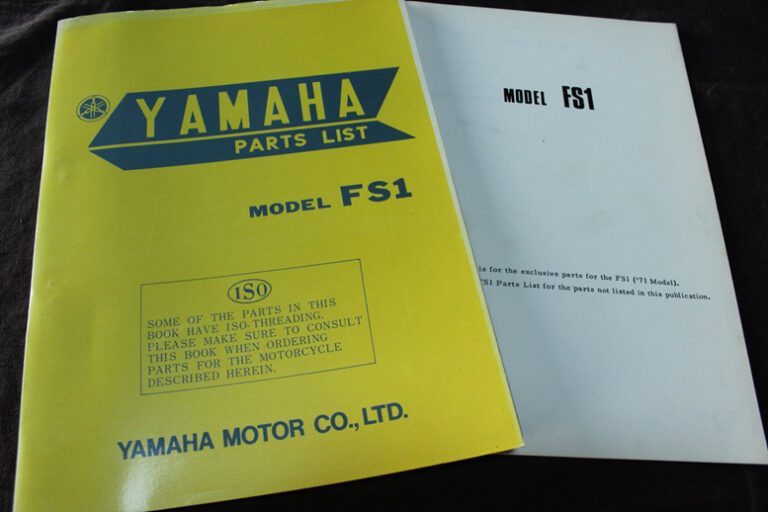 YAMAHA
PARTS LIST
MODEL FS1
ISO
SOME OF THE PARTS IN THIS
BOOK HAVE ISO-THREADING.
PLEASE MAKE SURE TO CONSULT
THIS BOOK WHEN ORDERING
PARTS FOR THE MOTORCYCLE
DESCRIBED HEREIN.
YAMAHA MOTOR CO., LTD.
MODEL FS1
is for the exclusive parts for the FS1 ('71 Model).
FS1 Parts List for the parts not listed in this publication.